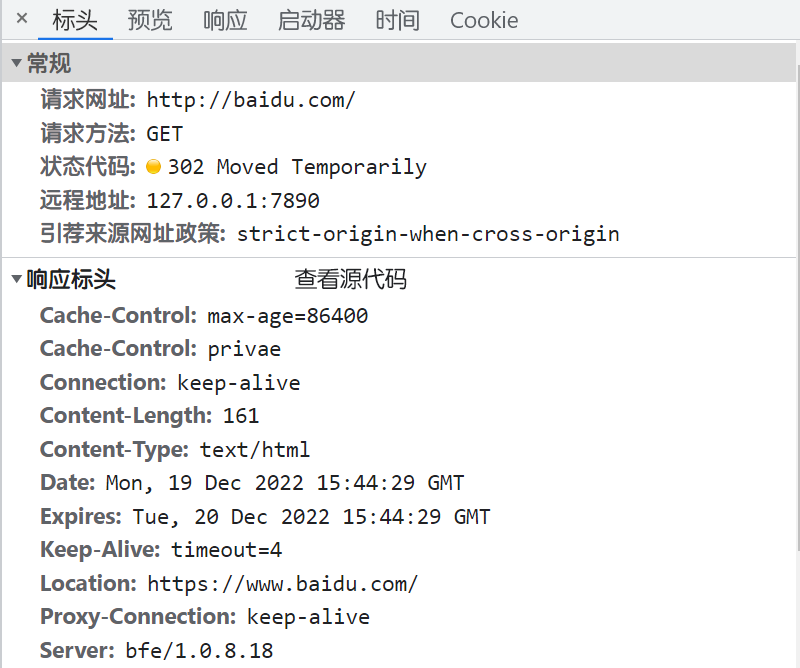 × 标头 预览 响应 启动器 时间 Cookie
▼常规
请求网址: http://baidu.com/
请求方法: GET
状态代码: 302 Moved Temporarily
远程地址: 127.0.0.1:7890
引荐来源网址政策: strict-origin-when-cross-origin
▼响应标头 查看源代码
Cache-Control: max-age=86400
Cache-Control: privae
Connection: keep-alive
Content-Length: 161
Content-Type: text/html
Date: Mon, 19 Dec 2022 15:44:29 GMT
Expires: Tue, 20 Dec 2022 15:44:29 GMT
Keep-Alive: timeout=4
Location: https://www.baidu.com/
Proxy-Connection: keep-alive
Server: bfe/1.0.8.18